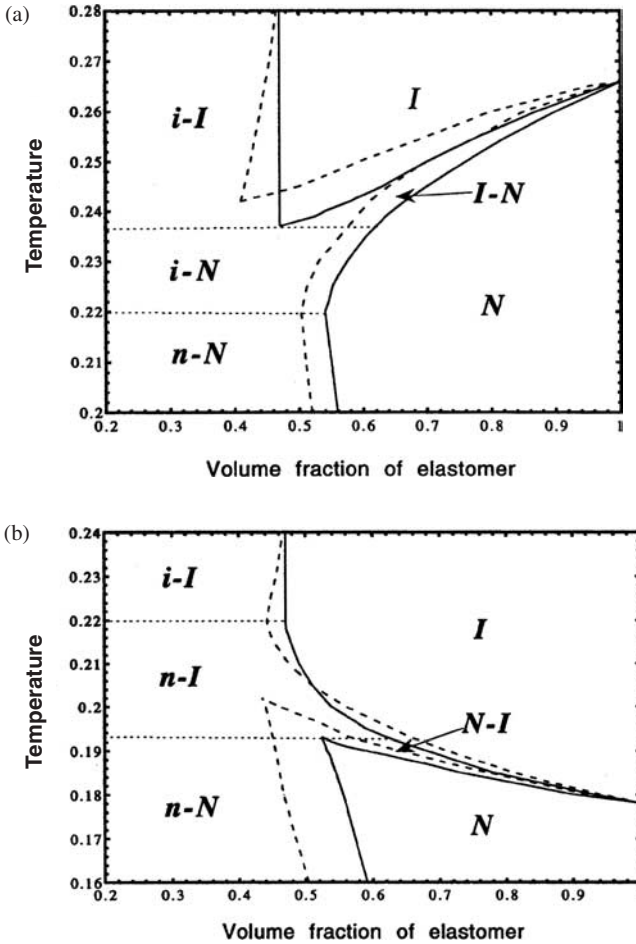 (a)
0.28
0.27
0.26
0.25
0.24
0.23
0.22
0.21
0.2
Temperature
i-I
I
I-N
i-N
N
n-N
0.2 0.3 0.4 0.5 0.6 0.7 0.8 0.9 1
Volume fraction of elastomer
(b)
0.24
0.23
0.22
0.21
0.2
0.19
0.18
0.17
0.16
Temperature
i-I
I
n-I
N-I
n-N
N
0.2 0.3 0.4 0.5 0.6 0.7 0.8 0.9
Volume fraction of elastomer